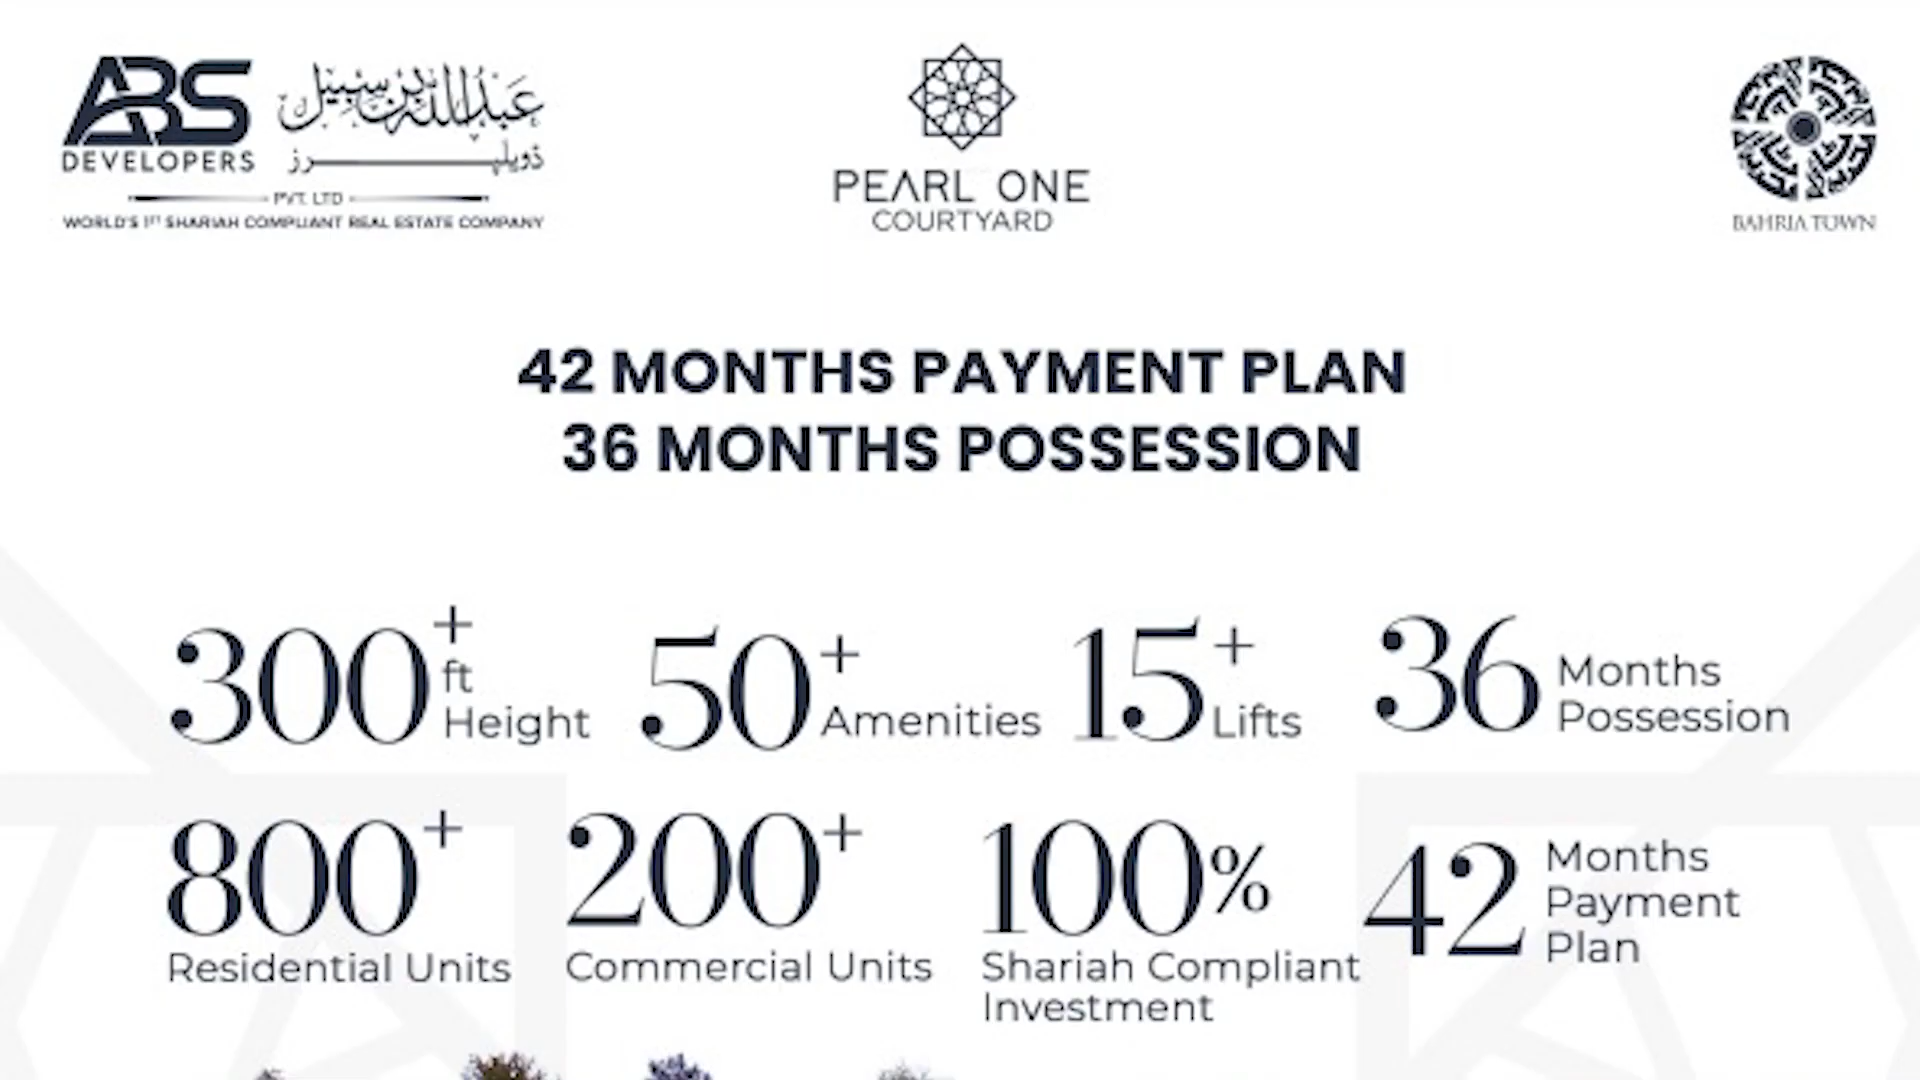 ABS
DEVELOPERS
عبداللہ بن سبیل
ڈویلپرز
PVT. LTD
WORLD'S 1ST SHARIAH COMPLIANT REAL ESTATE COMPANY
PEARL ONE
COURTYARD
BAHRIA TOWN
42 MONTHS PAYMENT PLAN
36 MONTHS POSSESSION
300+ ft Height
50+ Amenities
15+ Lifts
36 Months Possession
800+
Residential Units
200+
Commercial Units
100%
Shariah Compliant
Investment
42 Months Payment Plan